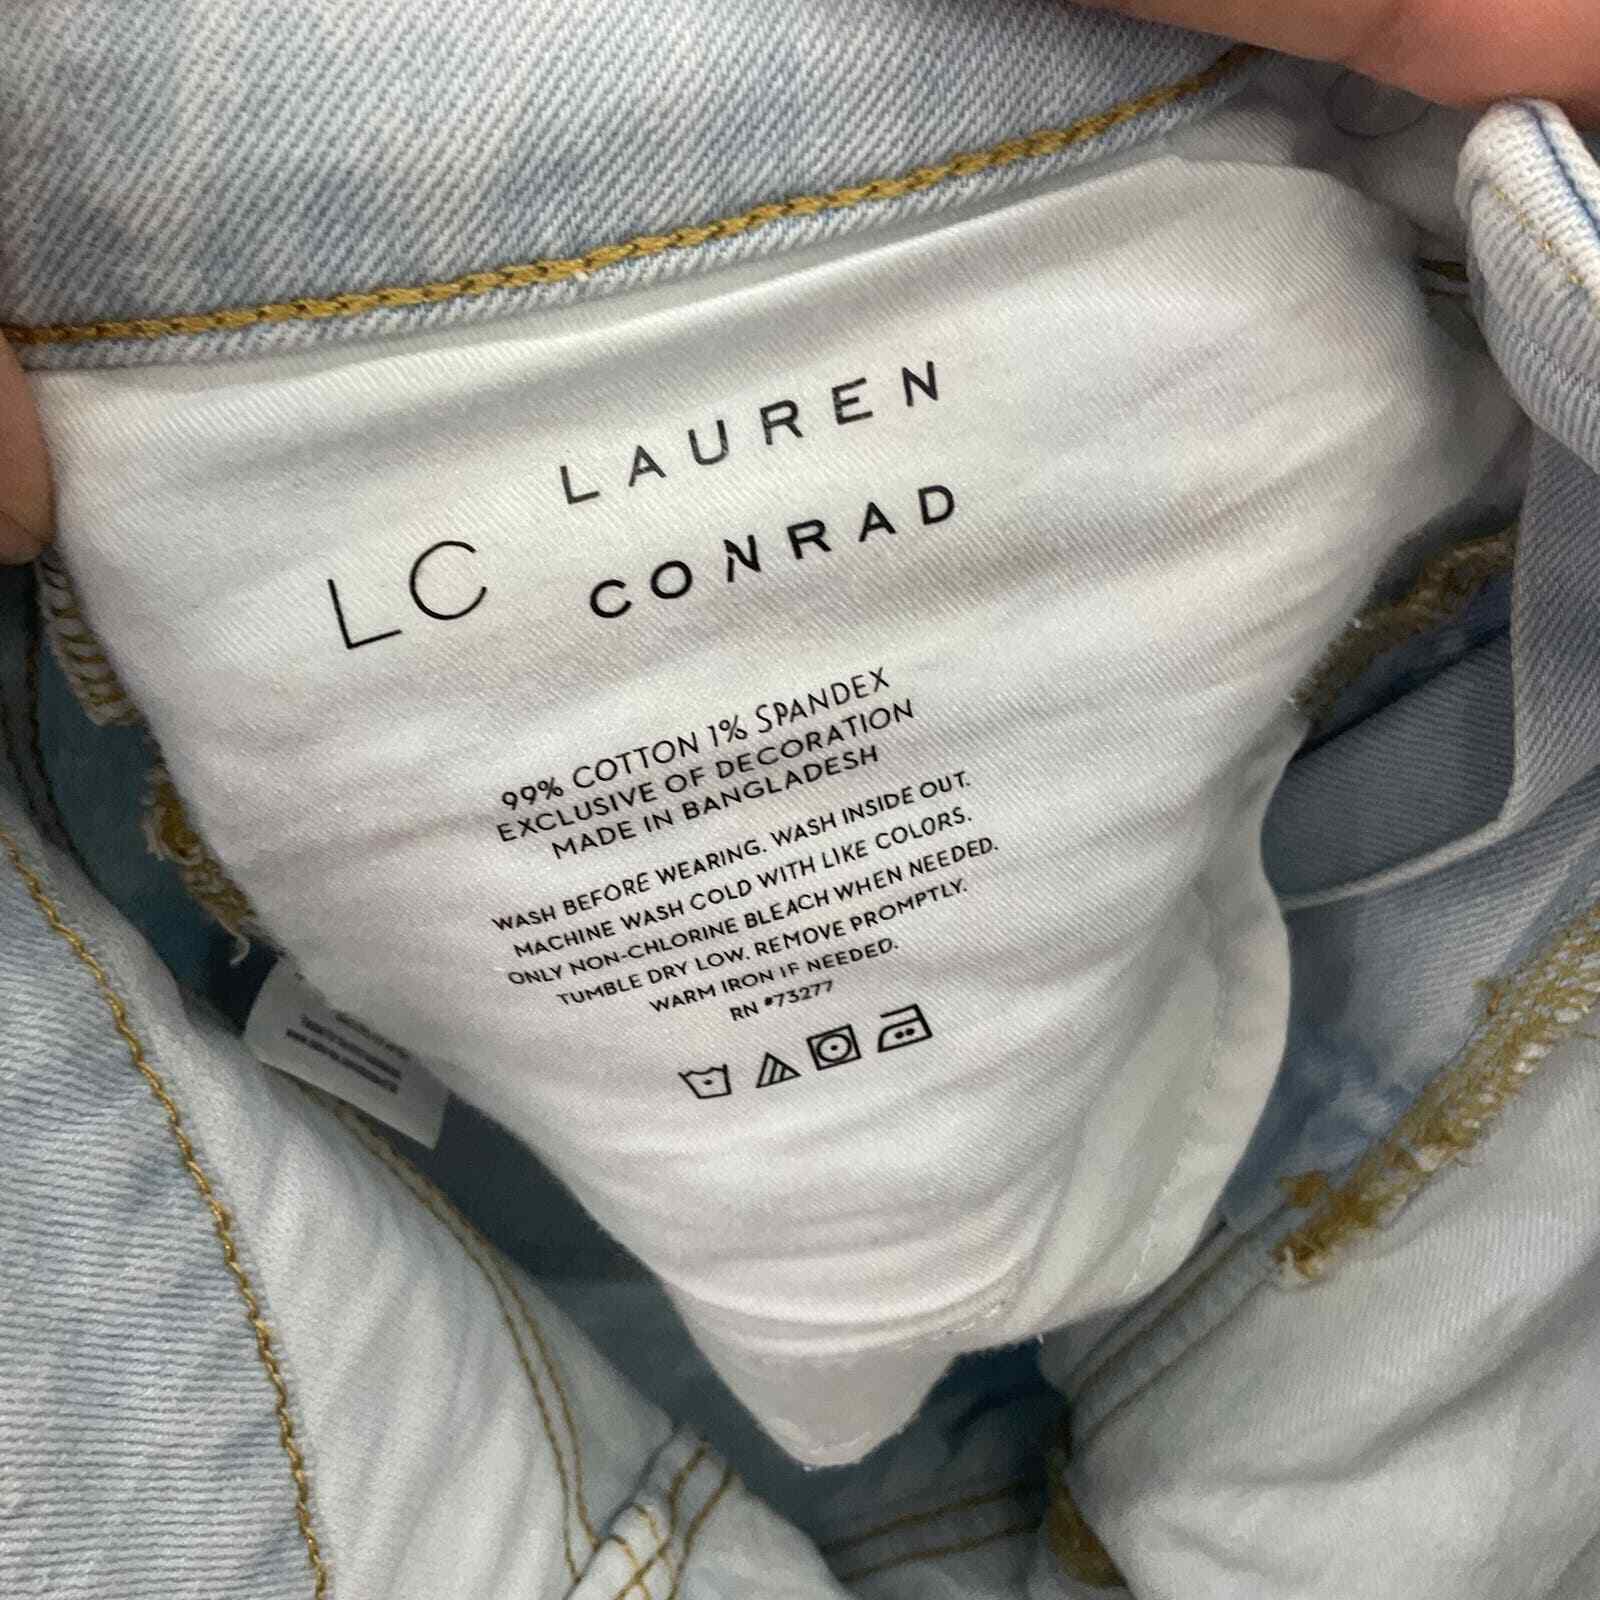 LC
LAUREN
CONRAD
99% COTTON 1% SPANDEX
EXCLUSIVE OF DECORATION
MADE IN BANGLADESH
WASH BEFORE WEARING. WASH INSIDE OUT.
MACHINE WASH COLD WITH LIKE COLORS.
ONLY NON-CHLORINE BLEACH WHEN NEEDED.
TUMBLE DRY LOW. REMOVE PROMPTLY.
WARM IRON IF NEEDED.
RN #73277